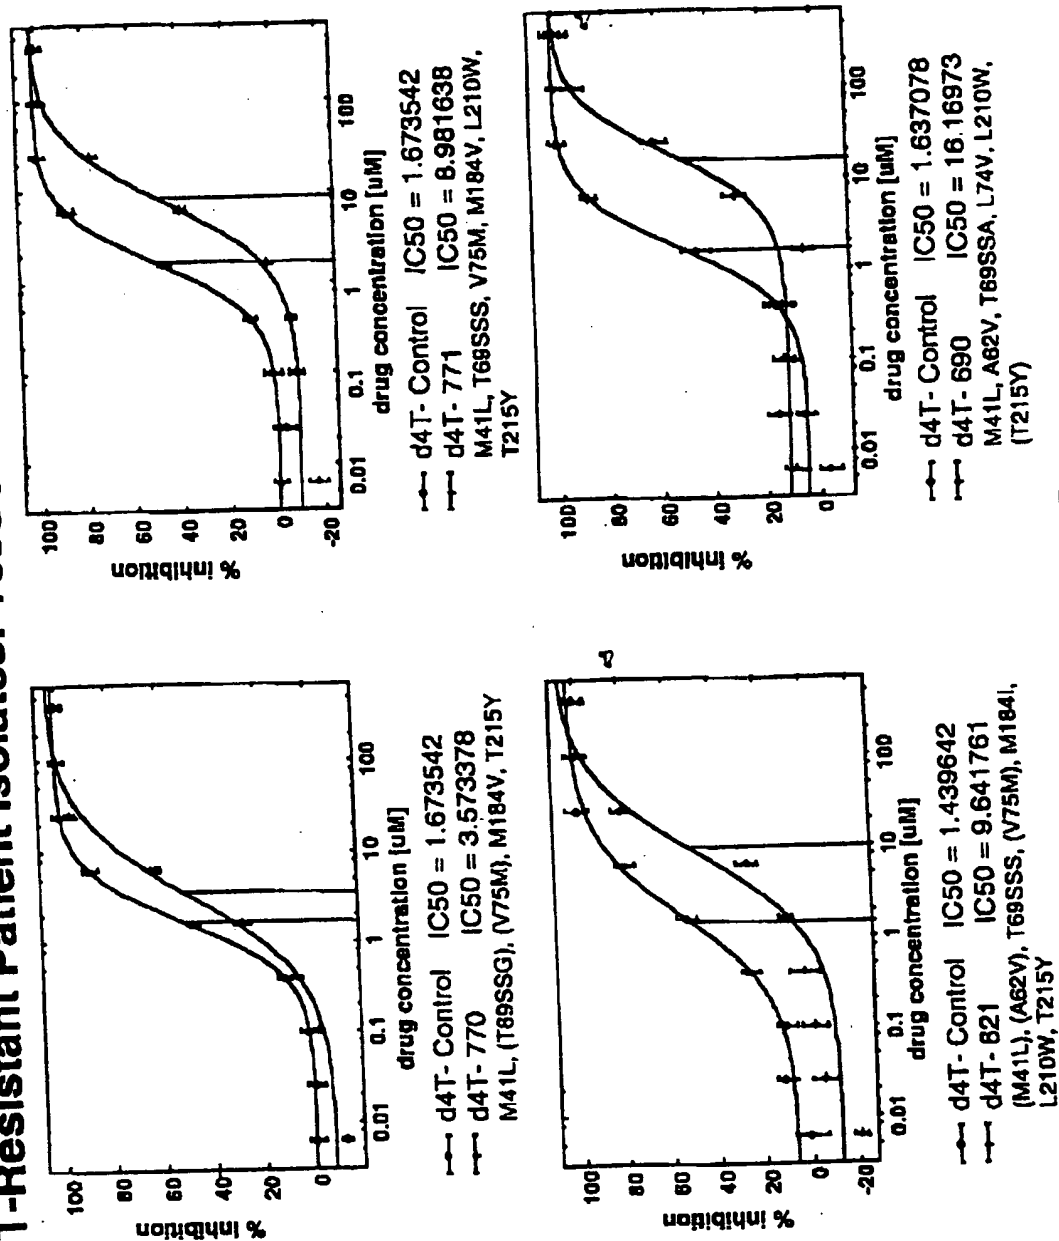 T-Resistant Patient Isolates:
% inhibition
100
80
60
40
20
0
0.01
0.1
1
10
100
drug concentration [uM]
d4T- Control IC50 = 1.673542
d4T- 770 IC50 = 3.573378
M41L, (T89SSG), (V75M), M184V, T215Y
% inhibition
100
80
60
40
20
0
-20
0.01
0.1
1
10
100
drug concentration [uM]
d4T- Control IC50 = 1.673542
d4T- 771 IC50 = 8.981638
M41L, T69SSS, V75M, M184V, L210W,
T215Y
% inhibition
100
80
60
40
20
0
-20
0.01
0.1
1
10
100
drug concentration [uM]
d4T- Control IC50 = 1.439642
d4T- 621 IC50 = 9.641761
(M41L), (A62V), T69SSS, (V75M), M184I,
L210W, T215Y
% inhibition
100
80
60
40
20
0
0.01
0.1
1
10
100
drug concentration [uM]
d4T- Control IC50 = 1.637078
d4T- 690 IC50 = 16.16973
M41L, A62V, T69SSA, L74V, L210W,
(T215Y)